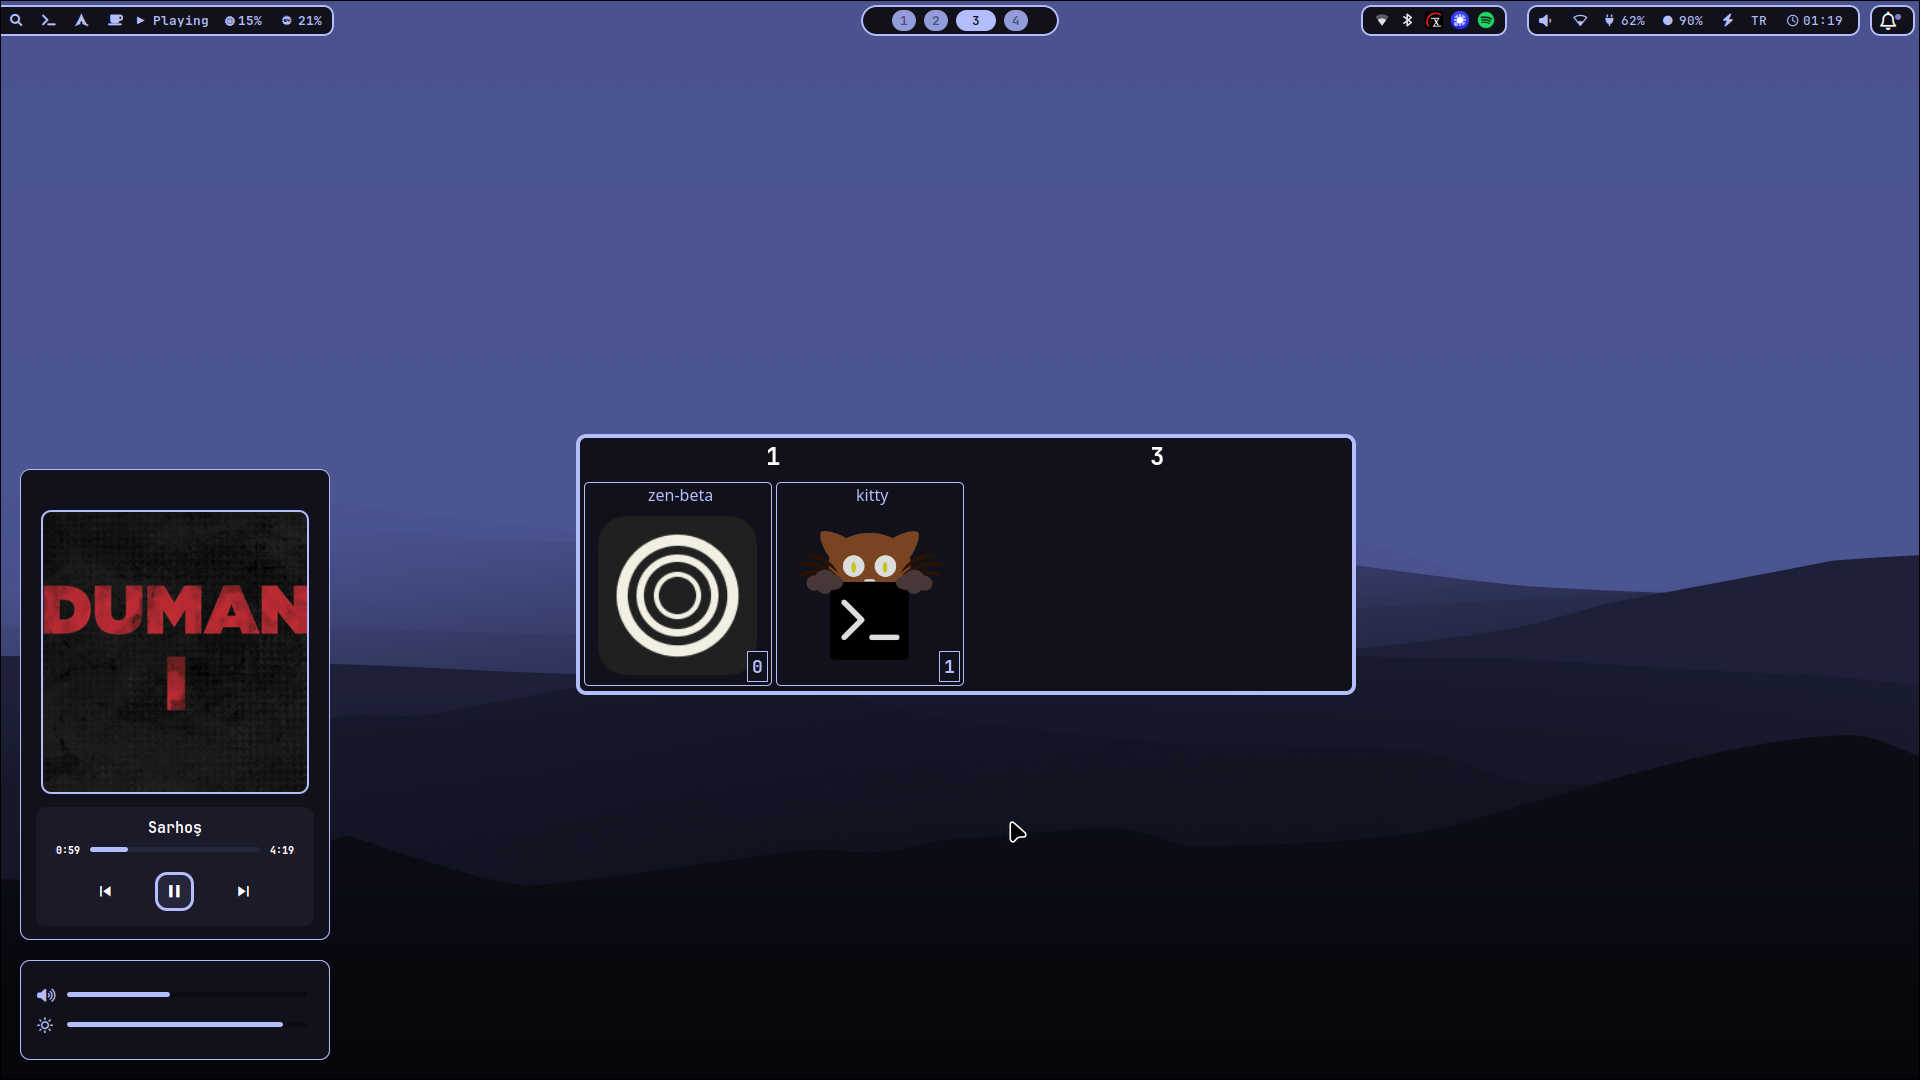 Playing 15% 21%
1 2 3 4
62% 90% TR 01:19
1 3
zen-beta kitty
0 1
DUMAN
I
Sarhoş
0:59 4:19